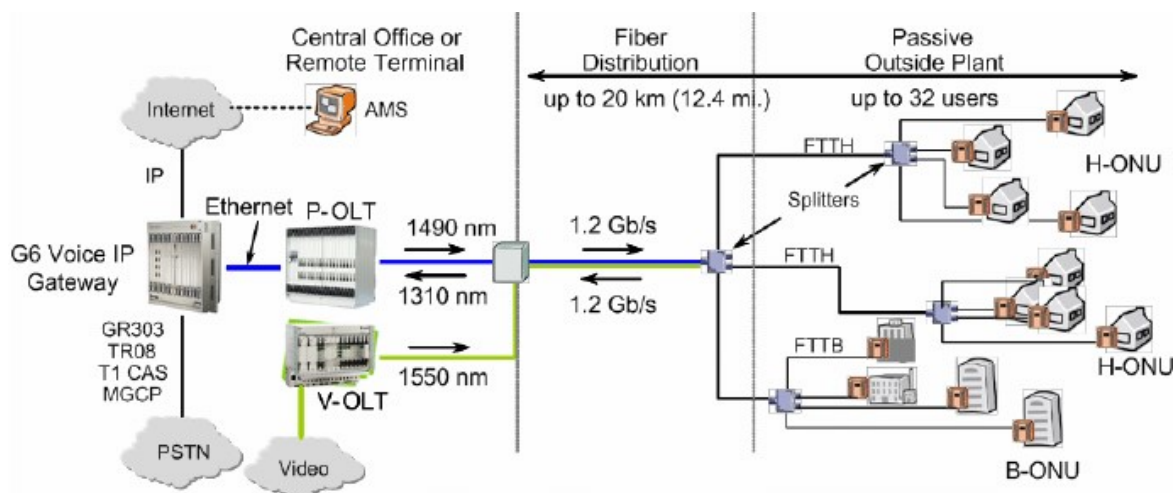 Central Office or
Remote Terminal
Fiber
Distribution
Passive
Outside Plant
up to 20 km (12.4 mi.)
up to 32 users
Internet
AMS
IP
Ethernet
P-OLT
G6 Voice IP
Gateway
1490 nm
1310 nm
1.2 Gb/s
1.2 Gb/s
FTTH
Splitters
H-ONU
FTTH
GR303
TR08
T1 CAS
MGCP
1550 nm
V-OLT
FTTB
H-ONU
PSTN
Video
B-ONU